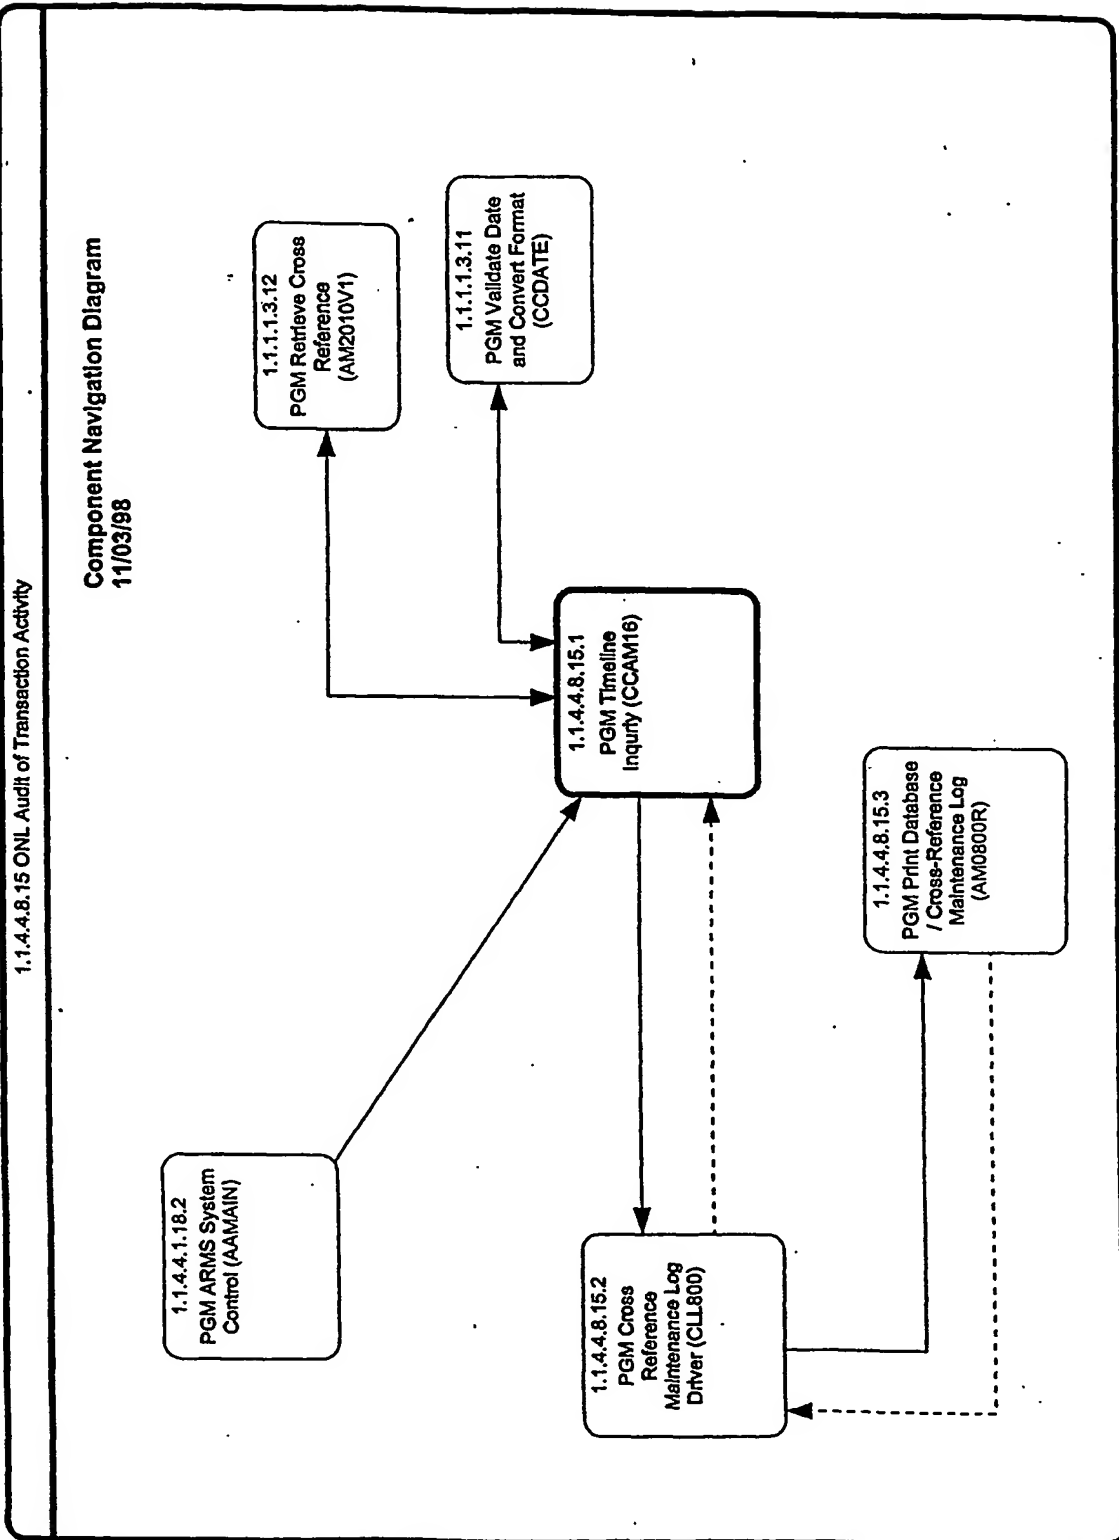 1.1.4.4.8.15 ONL Audit of Transaction Activity
Component Navigation Diagram
11/03/98
1.1.4.4.1.18.2
PGM ARMS System
Control (AAMAIN)
1.1.1.1.3.12
PGM Retrieve Cross
Reference
(AM2010V1)
1.1.1.1.3.11
PGM Validate Date
and Convert Format
(CCDATE)
1.1.4.4.8.15.1
PGM Timeline
Inqurty (CCAM16)
1.1.4.4.8.15.2
PGM Cross
Reference
Maintenance Log
Driver (CLL800)
1.1.4.4.8.15.3
PGM Print Database
/ Cross-Reference
Maintenance Log
(AM0800R)